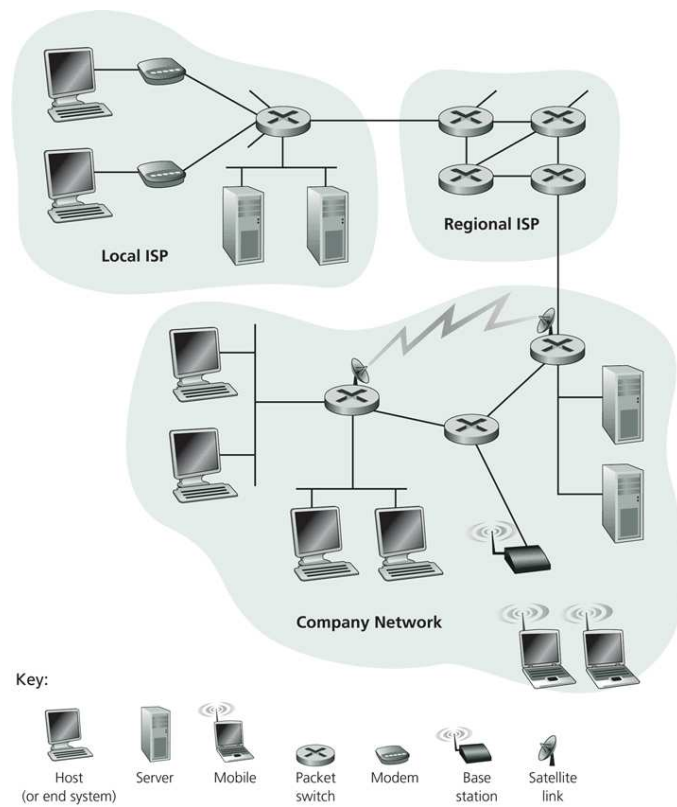 Regional ISP
Local ISP
Company Network
Key:
Host
(or end system)
Server
Mobile
Packet
switch
Modem
Base
station
Satellite
link